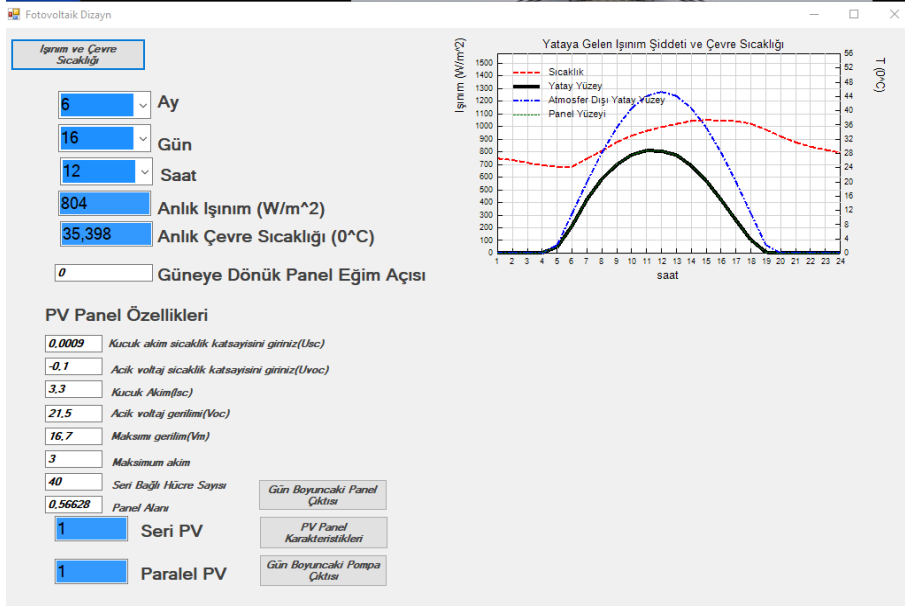 Fotovoltaik Dizayn
Işınım ve Çevre
Sıcaklığı
6 Ay
16 Gün
12 Saat
804 Anlık Işınım (W/m^2)
35,398 Anlık Çevre Sıcaklığı (0^C)
0 Güneye Dönük Panel Eğim Açısı
PV Panel Özellikleri
0,0009 Kucuk akim sicaklik katsayisini giriniz(Usc)
-0,1 Acik voltaj sicaklik katsayisini giriniz(Uvoc)
3,3 Kucuk Akim(Isc)
21,5 Acik voltaj gerilimi(Voc)
16,7 Maksımı gerilim(Vm)
3 Maksimum akim
40 Seri Bağlı Hücre Sayısı
0,56628 Panel Alanı
1 Seri PV
1 Paralel PV
Gün Boyuncaki Panel
Çıktısı
PV Panel
Karakteristikleri
Gün Boyuncaki Pompa
Çıktısı
Yataya Gelen Işınım Şiddeti ve Çevre Sıcaklığı
Işınım (W/m^2)
1500
1400
1300
1200
1100
1000
900
800
700
600
500
400
300
200
100
0
Sıcaklık
Yatay Yüzey
Atmosfer Dışı Yatay Yüzey
Panel Yüzeyi
56
52
48
44
40
36
32
28
24
20
16
12
8
4
0
T (0^C)
1 2 3 4 5 6 7 8 9 10 11 12 13 14 15 16 17 18 19 20 21 22 23 24
saat